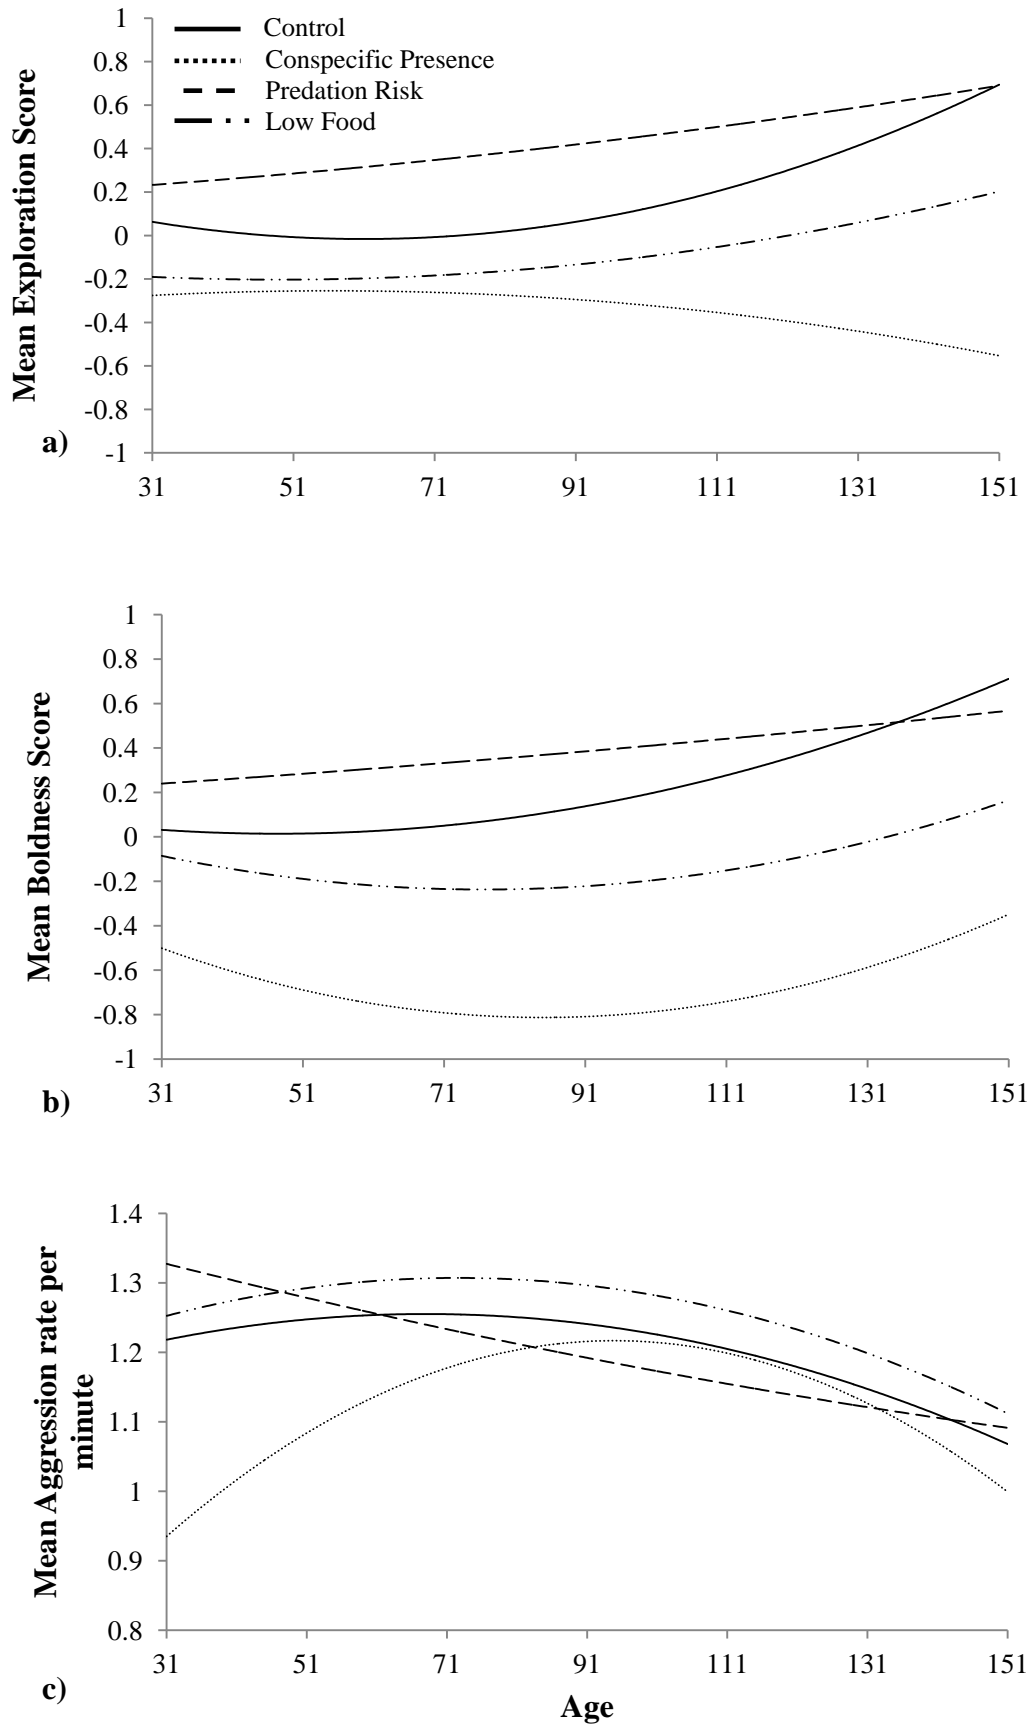 1
0.8
0.6
0.4
0.2
0
-0.2
-0.4
-0.6
-0.8
-1
Mean Exploration Score
Control
Conspecific Presence
Predation Risk
Low Food
a)
31 51 71 91 111 131 151
1
0.8
0.6
0.4
0.2
0
-0.2
-0.4
-0.6
-0.8
-1
Mean Boldness Score
b)
31 51 71 91 111 131 151
1.4
1.3
1.2
1.1
1
0.9
0.8
Mean Aggression rate per
minute
c)
31 51 71 91 111 131 151
Age